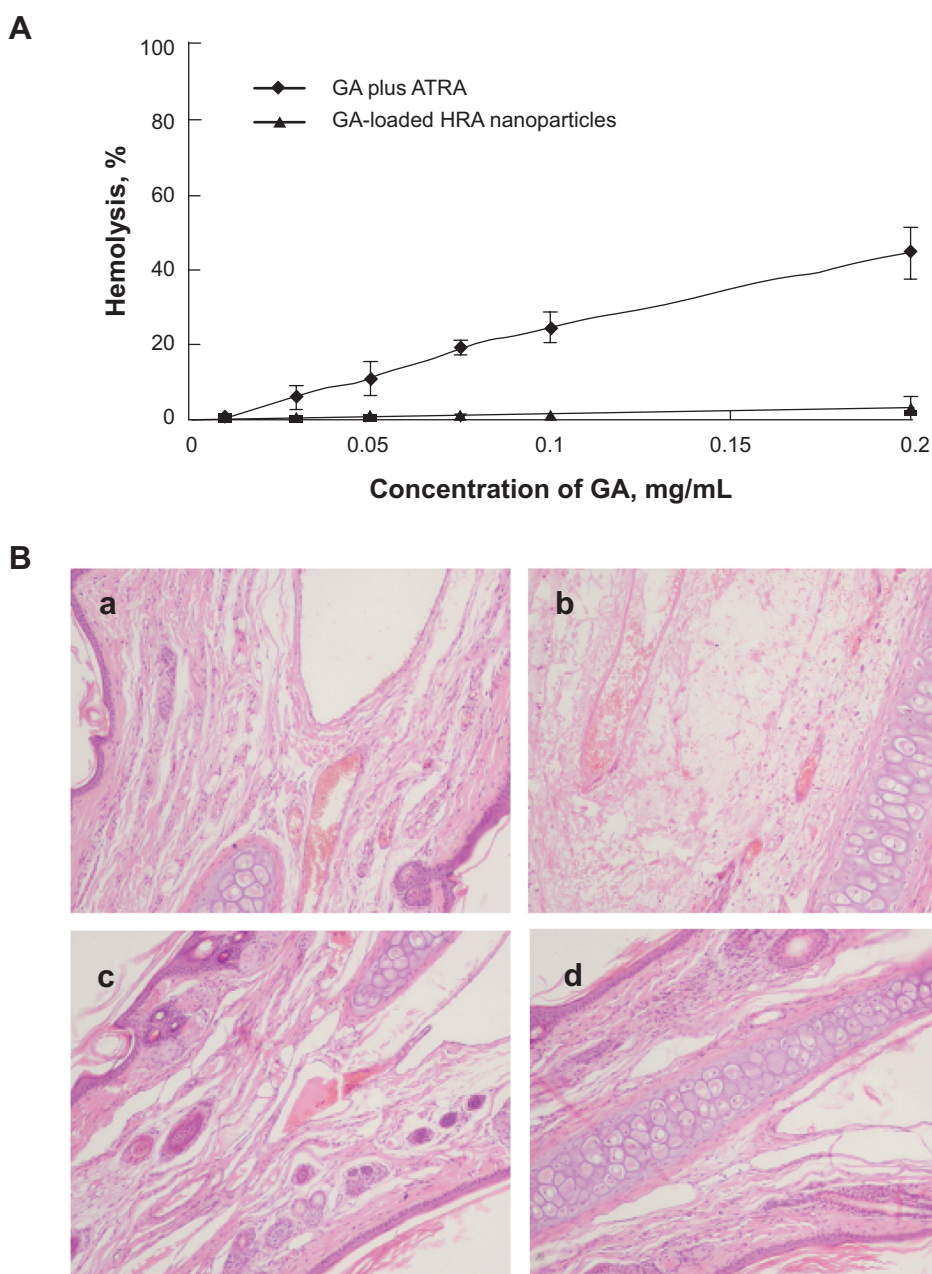 A
100
80
60
40
20
0
Hemolysis, %
GA plus ATRA
GA-loaded HRA nanoparticles
0 0.05 0.1 0.15 0.2
Concentration of GA, mg/mL
B
a
b
c
d